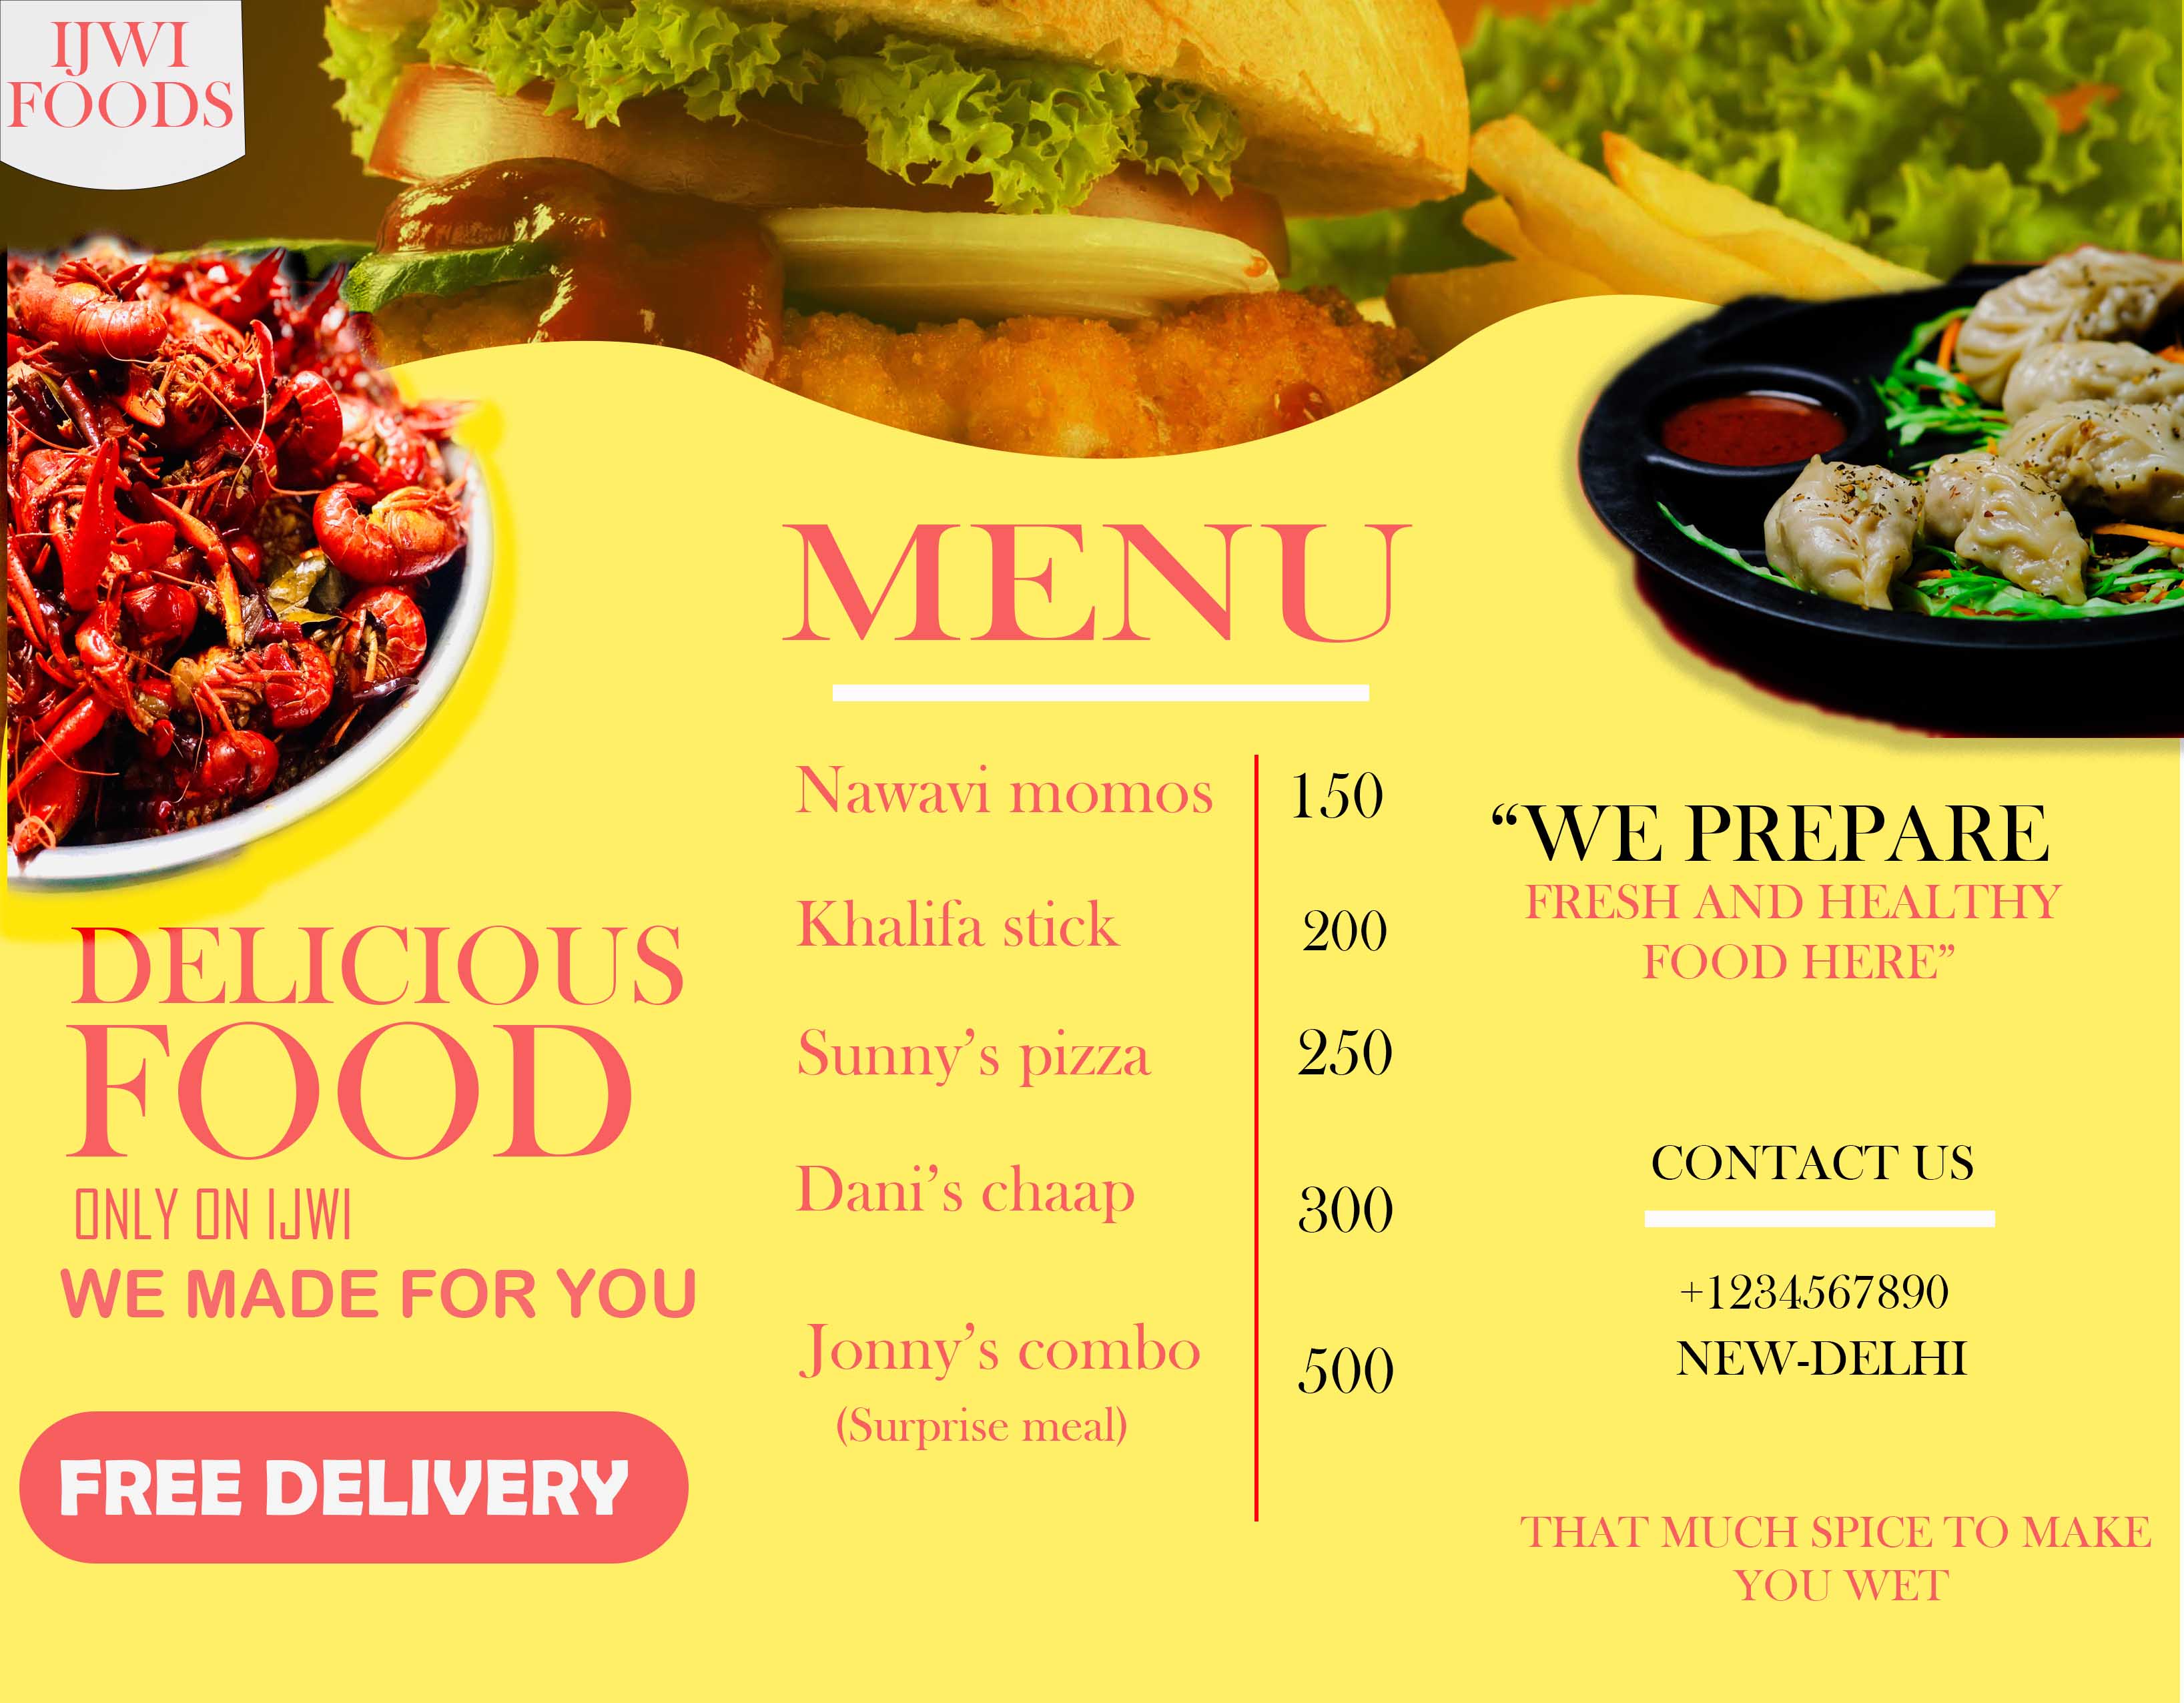 IJWI
FOODS
MENU
Nawavi momos 150
Khalifa stick 200
Sunny's pizza 250
Dani's chaap 300
Jonny's combo 500
(Surprise meal)
DELICIOUS
FOOD
ONLY ON IJWI
WE MADE FOR YOU
FREE DELIVERY
“WE PREPARE
FRESH AND HEALTHY
FOOD HERE”
CONTACT US
+1234567890
NEW-DELHI
THAT MUCH SPICE TO MAKE
YOU WET